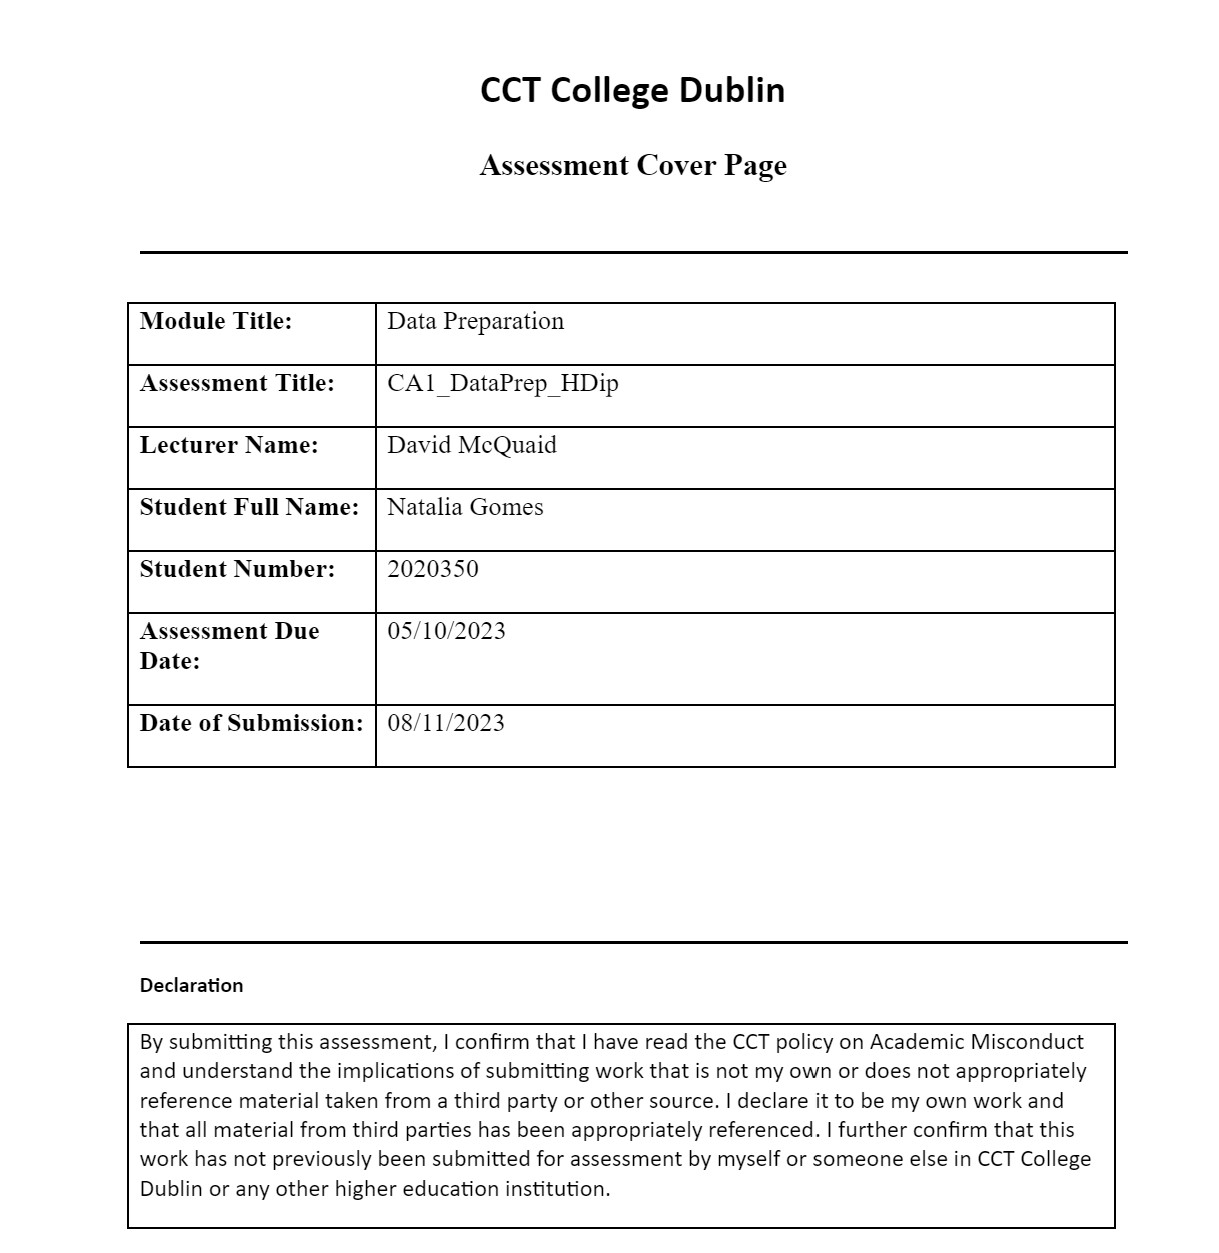 CCT College Dublin
Assessment Cover Page
Module Title: Data Preparation
Assessment Title: CA1_DataPrep_HDip
Lecturer Name: David McQuaid
Student Full Name: Natalia Gomes
Student Number: 2020350
Assessment Due 05/10/2023
Date:
Date of Submission: 08/11/2023
Declaration
By submitting this assessment, I confirm that I have read the CCT policy on Academic Misconduct
and understand the implications of submitting work that is not my own or does not appropriately
reference material taken from a third party or other source. I declare it to be my own work and
that all material from third parties has been appropriately referenced. I further confirm that this
work has not previously been submitted for assessment by myself or someone else in CCT College
Dublin or any other higher education institution.